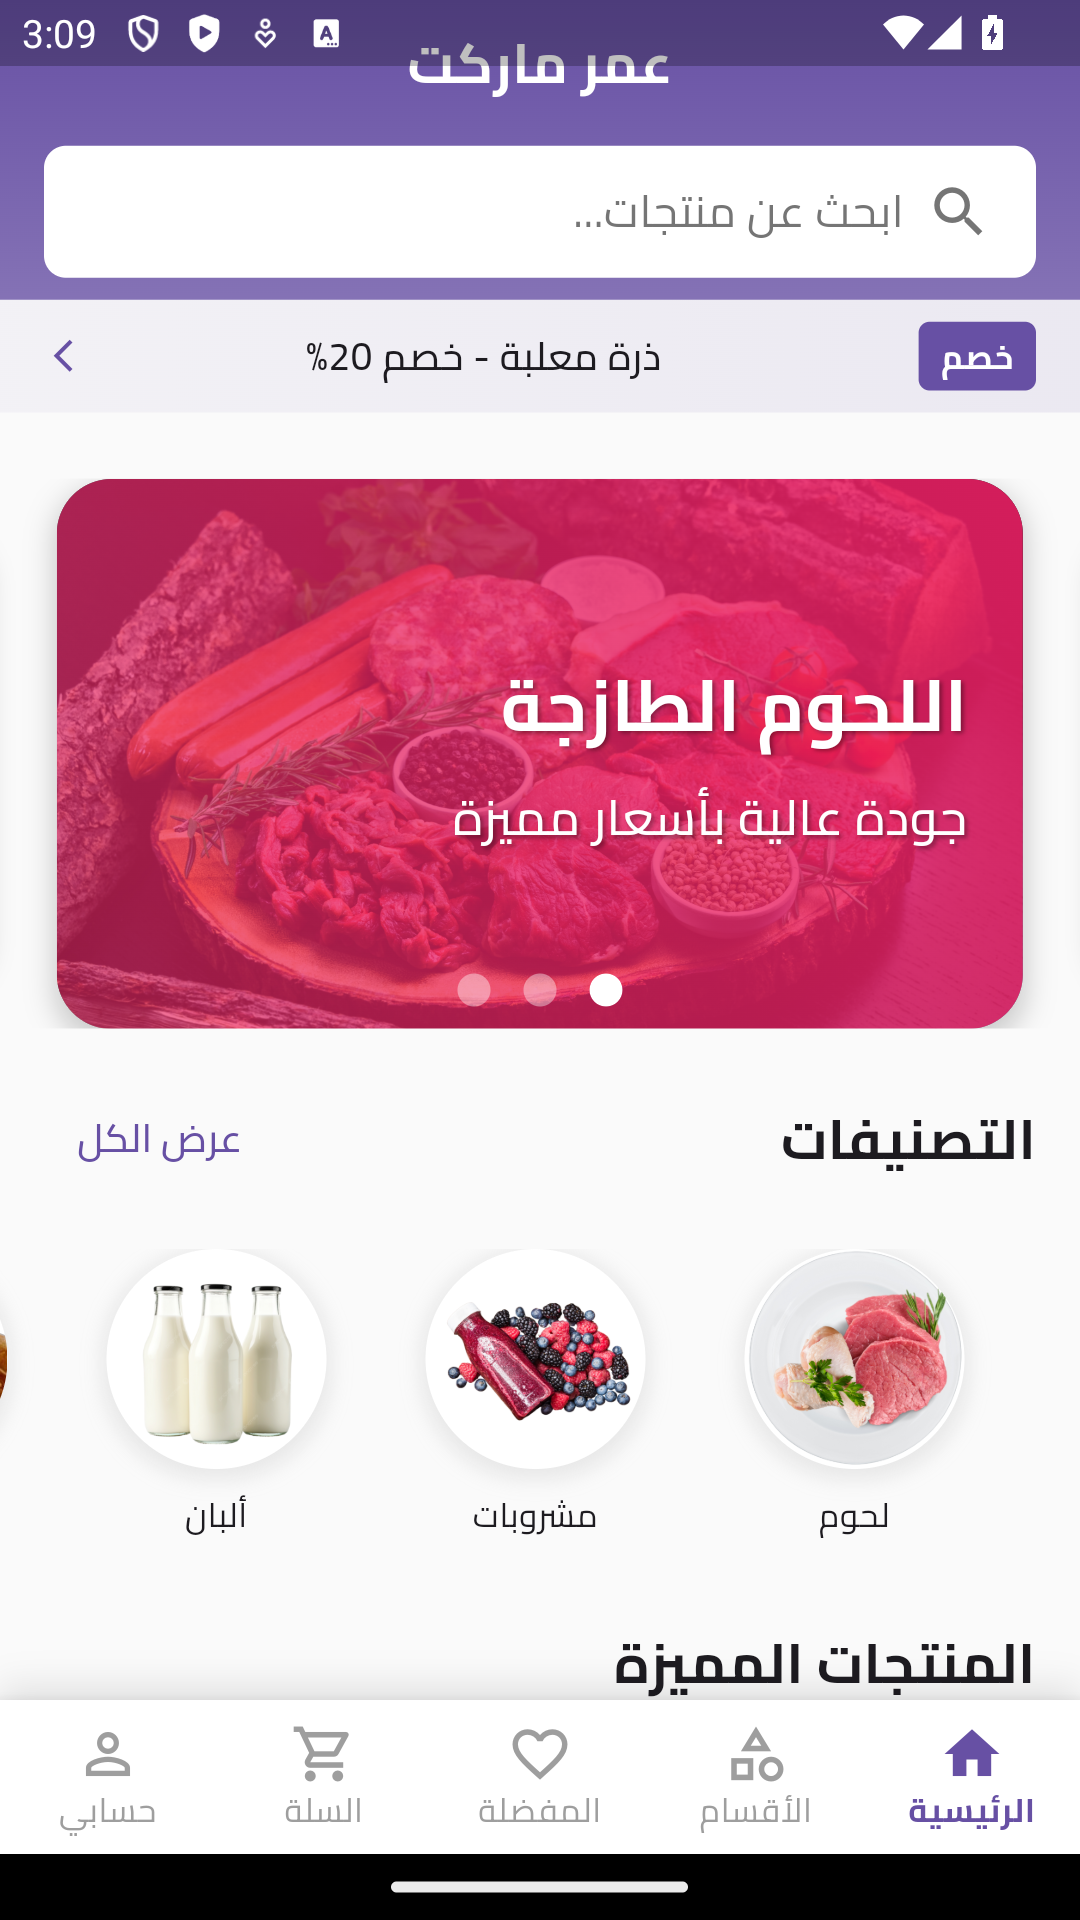 3:09
عمر ماركت
ابحث عن منتجات...
خصم
ذرة معلبة - خصم 20%
اللحوم الطازجة
جودة عالية بأسعار مميزة
التصنيفات
عرض الكل
لحوم
مشروبات
ألبان
المنتجات المميزة
الرئيسية
الأقسام
المفضلة
السلة
حسابي